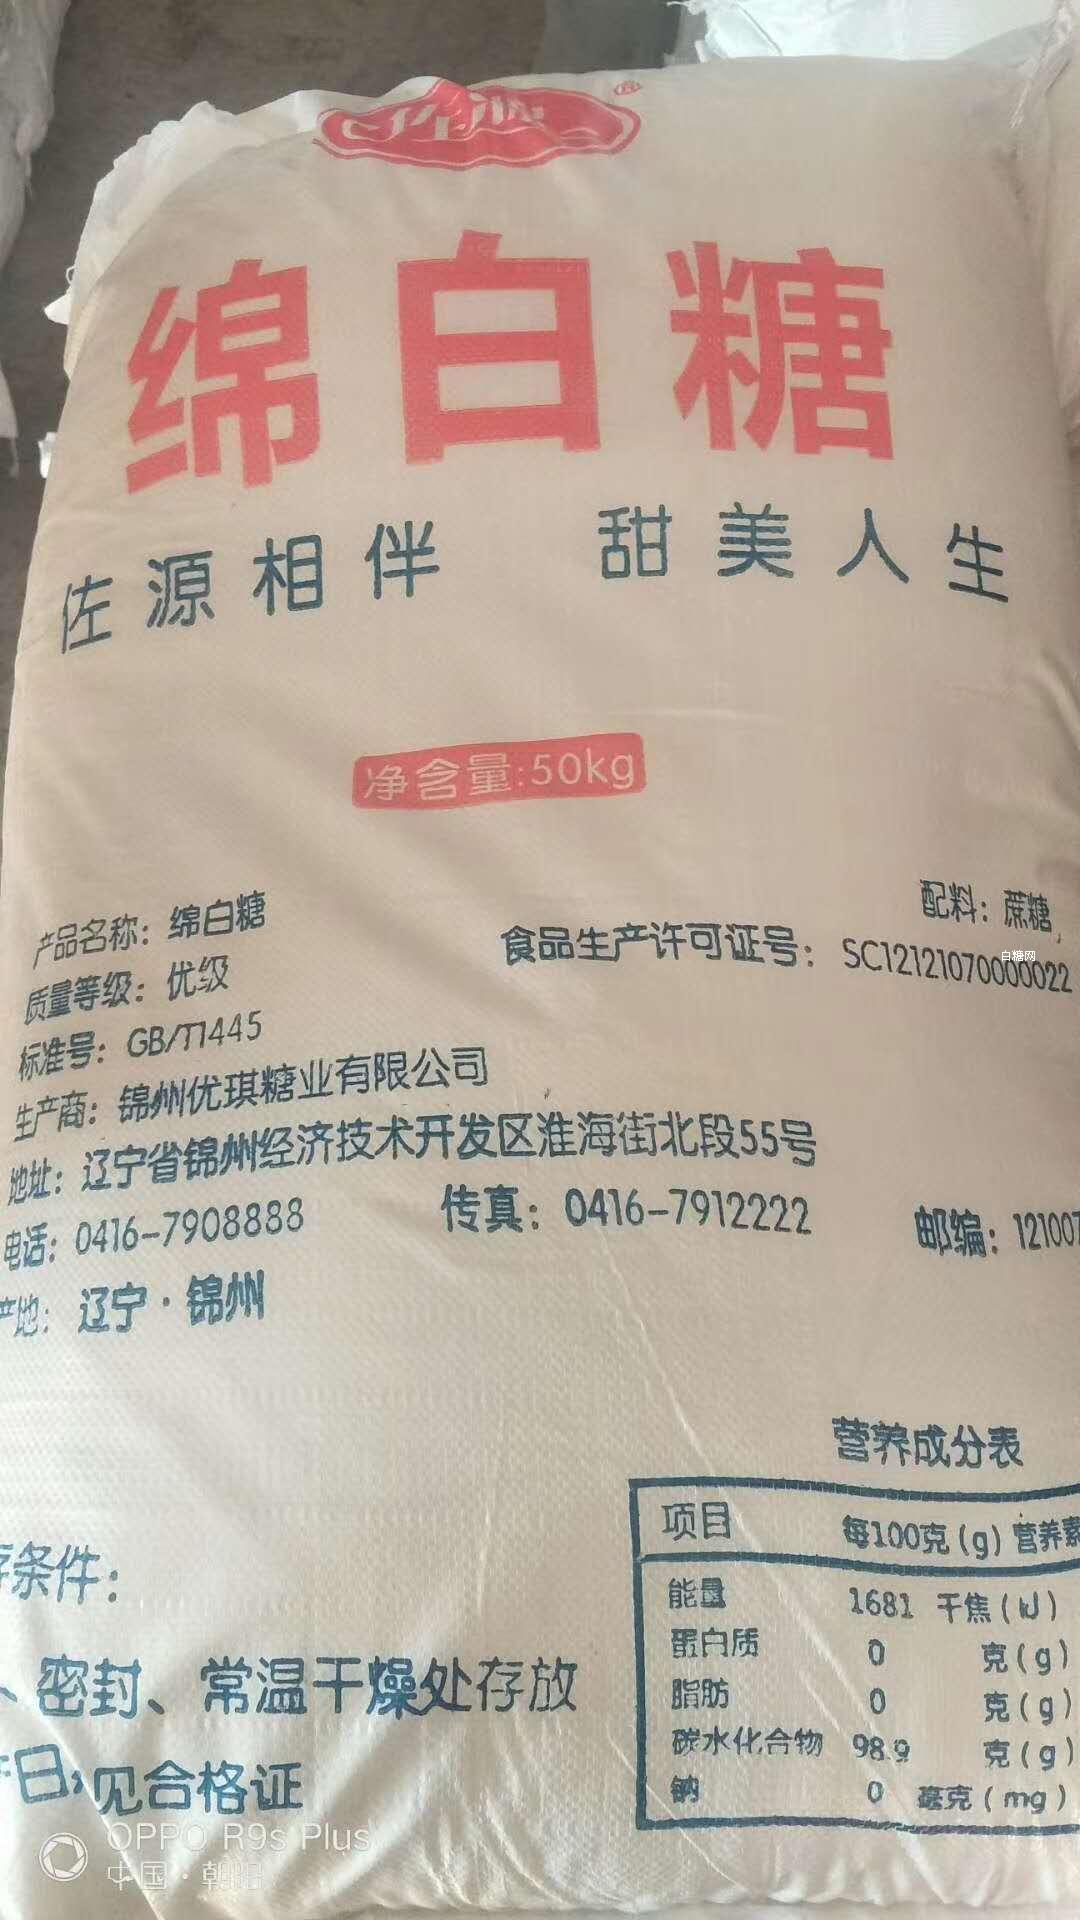 佐源®
绵白糖
佐源相伴 甜美人生
净含量:50kg
产品名称：绵白糖
配料：蔗糖，
质量等级：优级
食品生产许可证号：SC12121070000022
白糖网
标准号：GB/T1445
生产商：锦州优琪糖业有限公司
地址：辽宁省锦州经济技术开发区淮海街北段55号
电话：0416-7908888 传真：0416-7912222 邮编：121007
产地：辽宁·锦州
营养成分表
项目 每100克(g)营养素
能量 1681 千焦(kJ)
蛋白质 0 克(g)
脂肪 0 克(g)
碳水化合物 98.9 克(g)
钠 0 毫克(mg)
存条件：
、密封、常温干燥处存放
产日：见合格证
OPPO R9s Plus
中国·朝阳